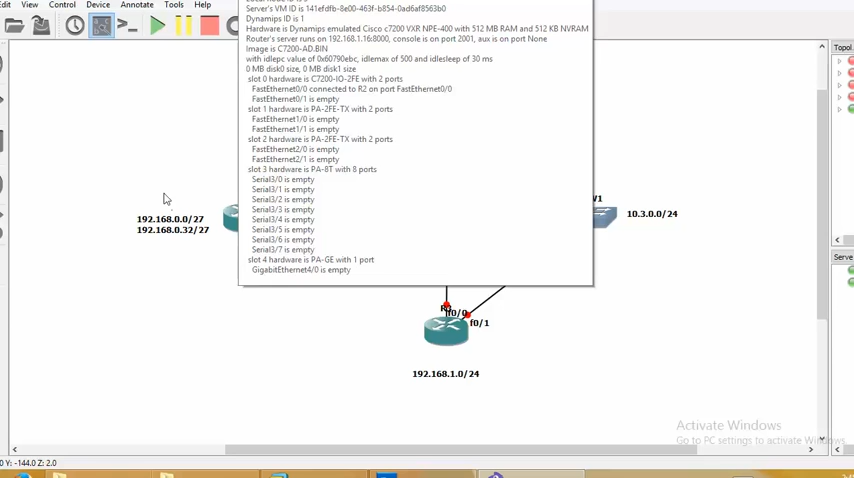 Edit View Control Device Annotate Tools Help
Server's VM ID is 141efdfb-8e00-463f-b854-0ad6af8563b0
Dynamips ID is 1
Hardware is Dynamips emulated Cisco c7200 VXR NPE-400 with 512 MB RAM and 512 KB NVRAM
Router's server runs on 192.168.1.16:8000, console is on port 2001, aux is on port None
Image is C7200-AD.BIN
with idlepc value of 0x60790ebc, idlemax of 500 and idlesleep of 30 ms
0 MB disk0 size, 0 MB disk1 size
slot 0 hardware is C7200-IO-2FE with 2 ports
FastEthernet0/0 connected to R2 on port FastEthernet0/0
FastEthernet0/1 is empty
slot 1 hardware is PA-2FE-TX with 2 ports
FastEthernet1/0 is empty
FastEthernet1/1 is empty
slot 2 hardware is PA-2FE-TX with 2 ports
FastEthernet2/0 is empty
FastEthernet2/1 is empty
slot 3 hardware is PA-8T with 8 ports
Serial3/0 is empty
Serial3/1 is empty
Serial3/2 is empty
Serial3/3 is empty
Serial3/4 is empty
Serial3/5 is empty
Serial3/6 is empty
Serial3/7 is empty
slot 4 hardware is PA-GE with 1 port
GigabitEthernet4/0 is empty
Topol
192.168.0.0/27
192.168.0.32/27
W1
10.3.0.0/24
Serve
f0/0
f0/1
192.168.1.0/24
Activate Windows
Go to PC settings to activate Windows.
0 Y: -144.0 Z: 2.0